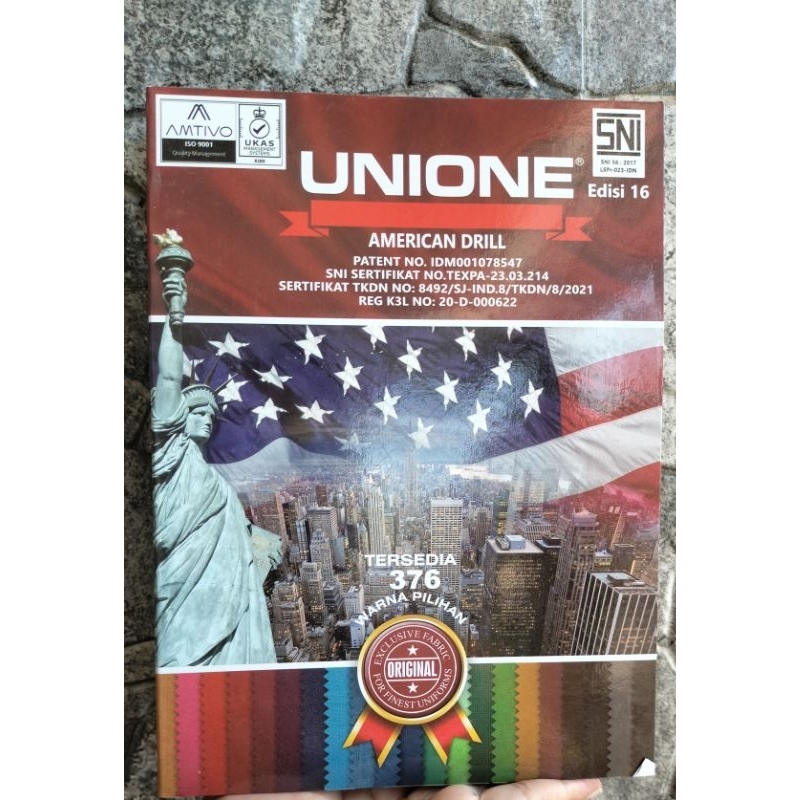 AMTIVO
ISO 9001
Quality Management
UKAS
MANAGEMENT
SYSTEMS
SNI
SNI 56 : 2017
LSPr-023-IDN
UNIONE®
Edisi 16
AMERICAN DRILL
PATENT NO. IDM001078547
SNI SERTIFIKAT NO.TEXPA-23.03.214
SERTIFIKAT TKDN NO: 8492/SJ-IND.8/TKDN/8/2021
REG K3L NO: 20-D-000622
TERSEDIA
376
WARNA PILIHAN
EXCLUSIVE FABRIC
ORIGINAL
FOR FINEST UNIFORMS